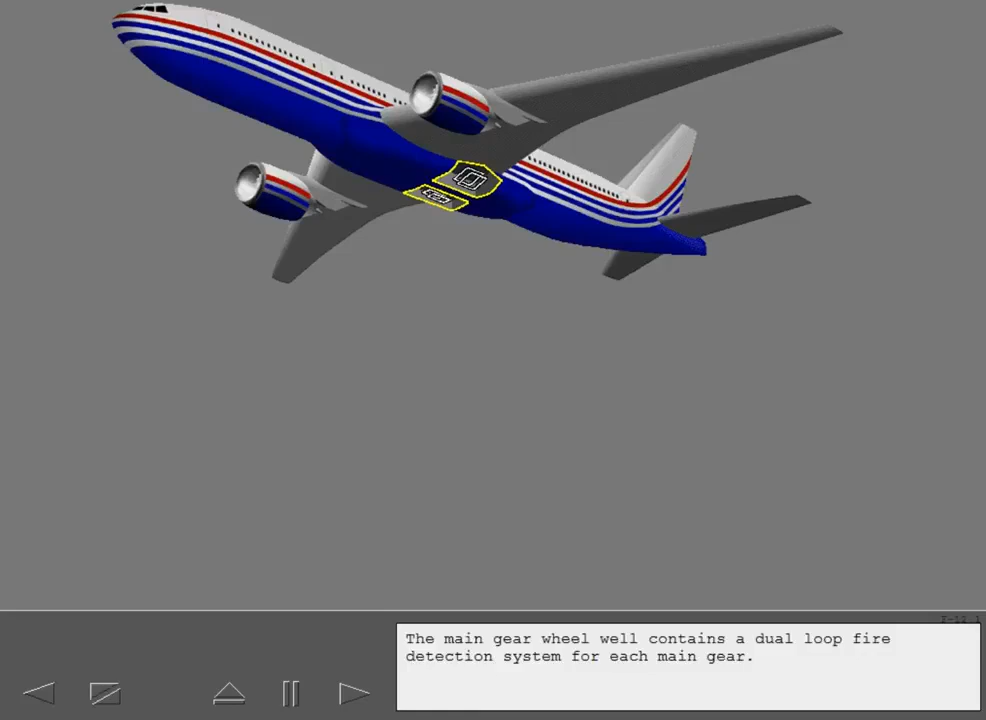 The main gear wheel well contains a dual loop fire
detection system for each main gear.